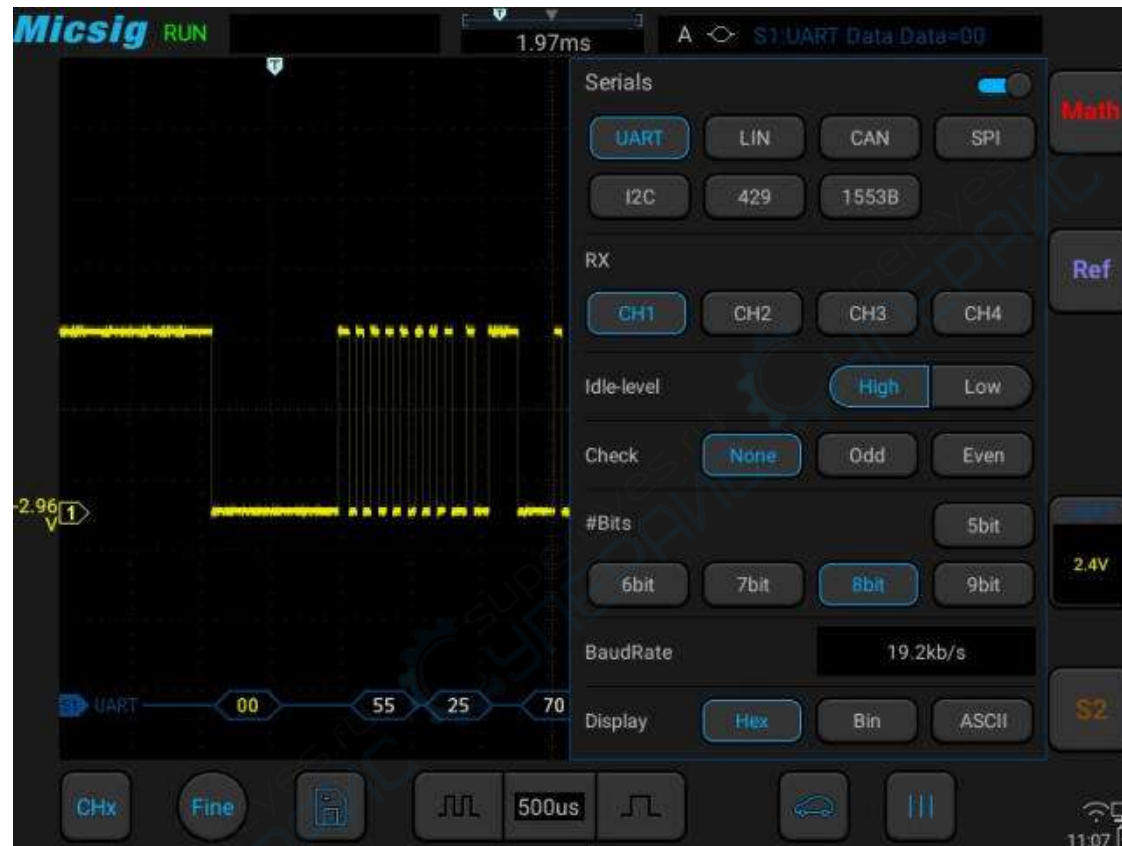 Micsig RUN
T
1.97ms
A S1:UART Data Data=00
T
Serials
UART LIN CAN SPI
I2C 429 1553B
RX
CH1 CH2 CH3 CH4
Idle-level High Low
Check None Odd Even
#Bits 5bit
6bit 7bit 8bit 9bit
BaudRate 19.2kb/s
Display Hex Bin ASCII
Math
Ref
-2.96
V 1
2.4V
S1 UART 00 55 25 70
S2
CHx Fine 500us
11:07